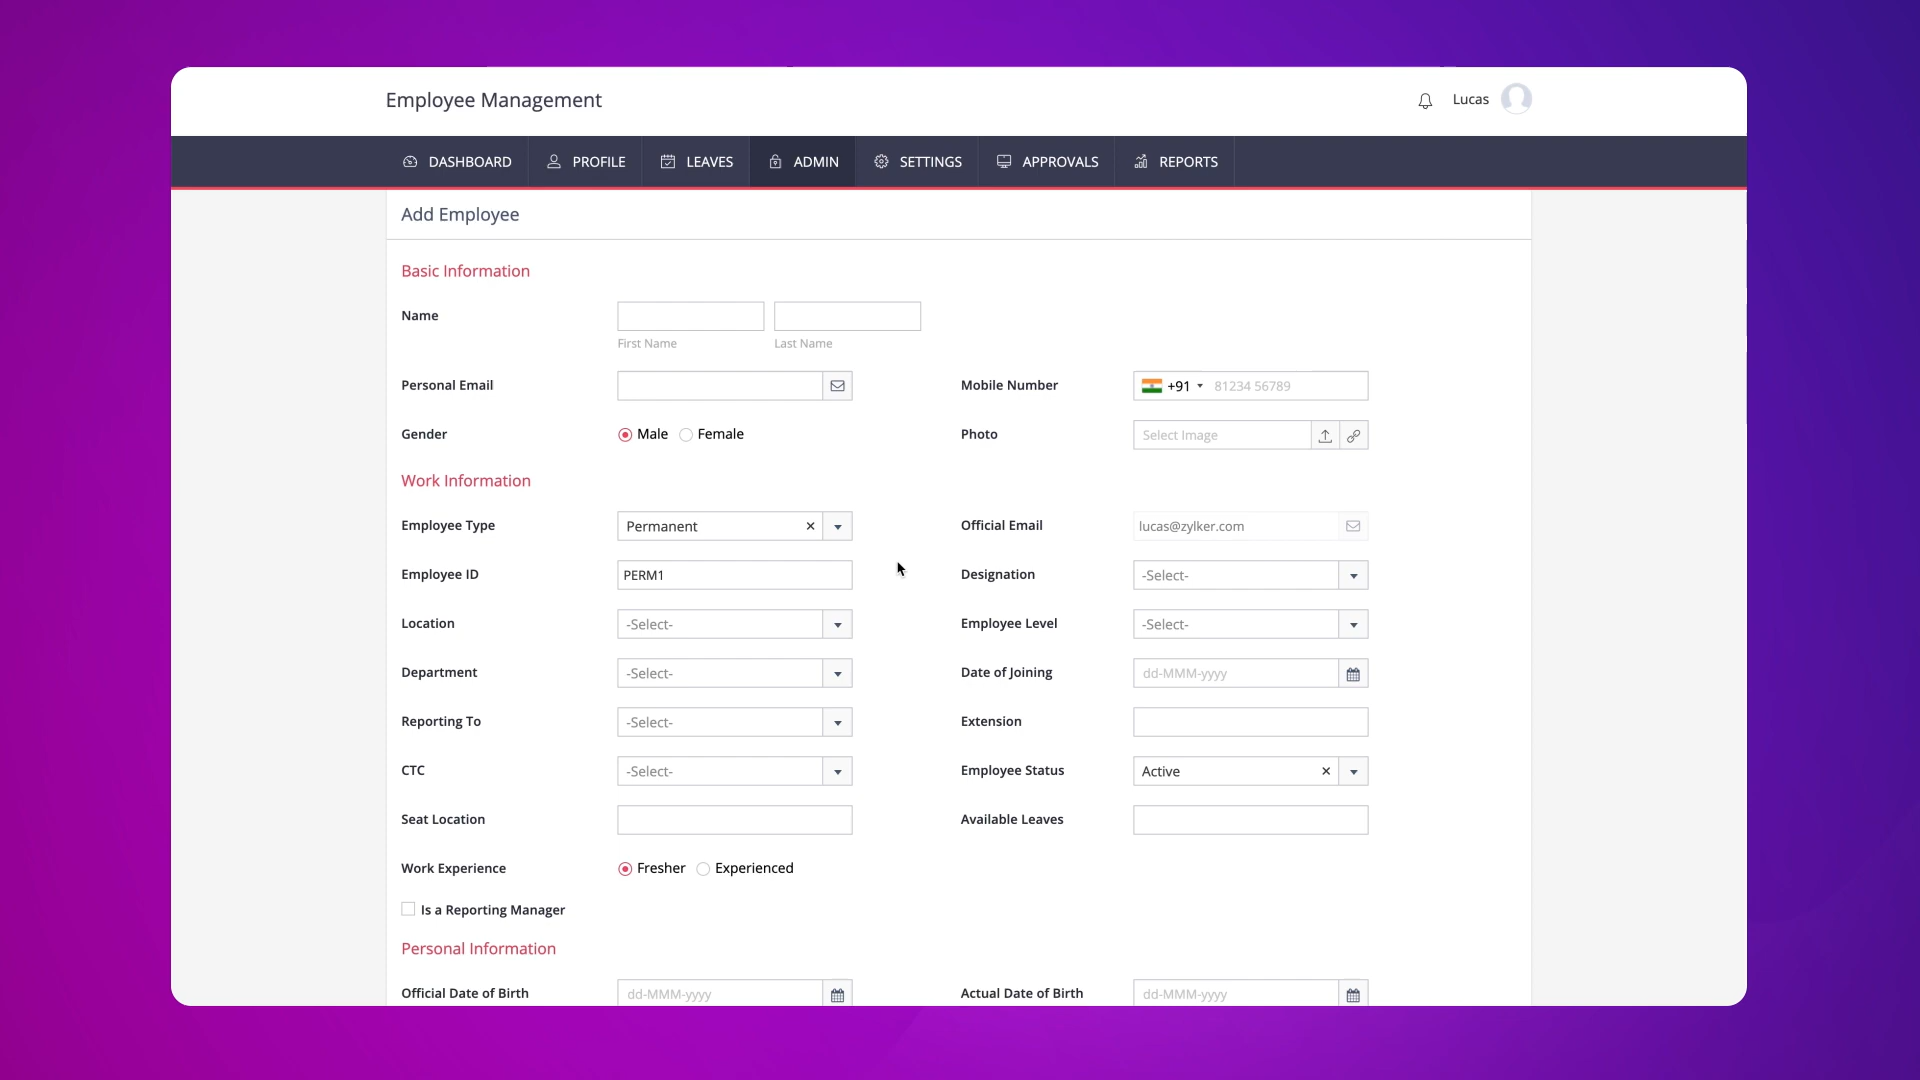 Employee Management
Lucas
DASHBOARD PROFILE LEAVES ADMIN SETTINGS APPROVALS REPORTS
Add Employee
Basic Information
Name
First Name Last Name
Personal Email
Mobile Number +91 81234 56789
Gender Male Female
Photo Select Image
Work Information
Employee Type Permanent
Official Email lucas@zylker.com
Employee ID PERM1
Designation -Select-
Location -Select-
Employee Level -Select-
Department -Select-
Date of Joining dd-MMM-yyyy
Reporting To -Select-
Extension
CTC -Select-
Employee Status Active
Seat Location
Available Leaves
Work Experience Fresher Experienced
Is a Reporting Manager
Personal Information
Official Date of Birth dd-MMM-yyyy
Actual Date of Birth dd-MMM-yyyy